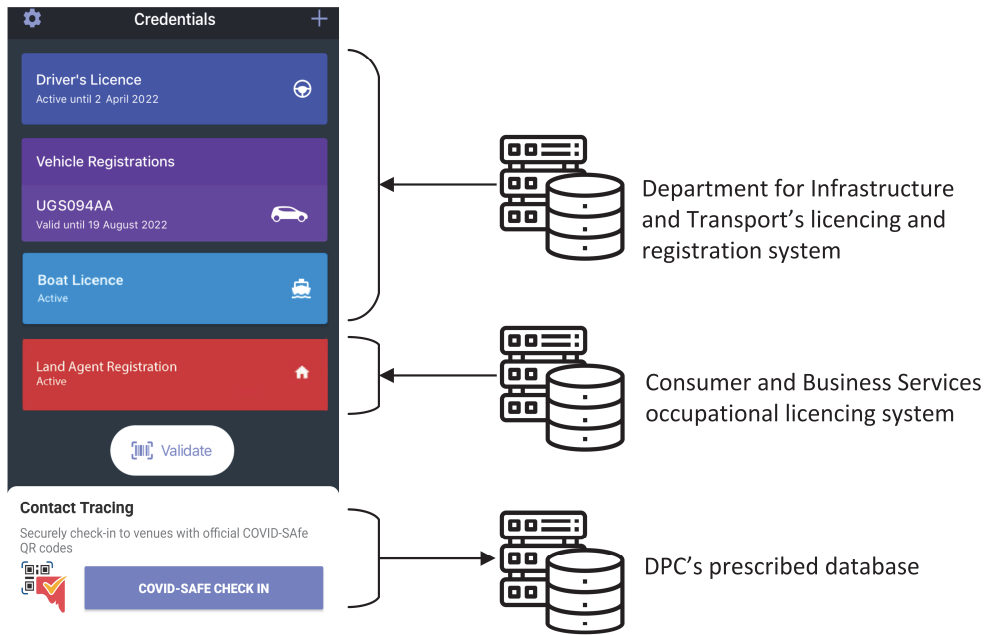 Credentials
Driver's Licence
Active until 2 April 2022
Vehicle Registrations
UGS094AA
Valid until 19 August 2022
Boat Licence
Active
Land Agent Registration
Active
Validate
Contact Tracing
Securely check-in to venues with official COVID-SAfe
QR codes
COVID-SAFE CHECK IN
Department for Infrastructure
and Transport’s licencing and
registration system
Consumer and Business Services
occupational licencing system
DPC’s prescribed database